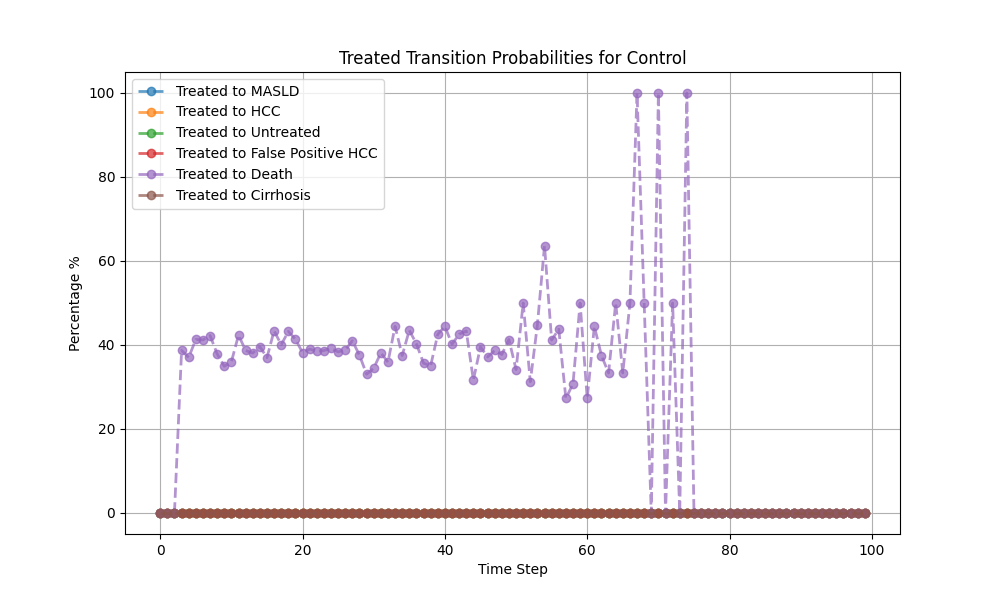 Treated Transition Probabilities for Control
Treated to MASLD
Treated to HCC
Treated to Untreated
Treated to False Positive HCC
Treated to Death
Treated to Cirrhosis
Percentage %
100
80
60
40
20
0
0 20 40 60 80 100
Time Step